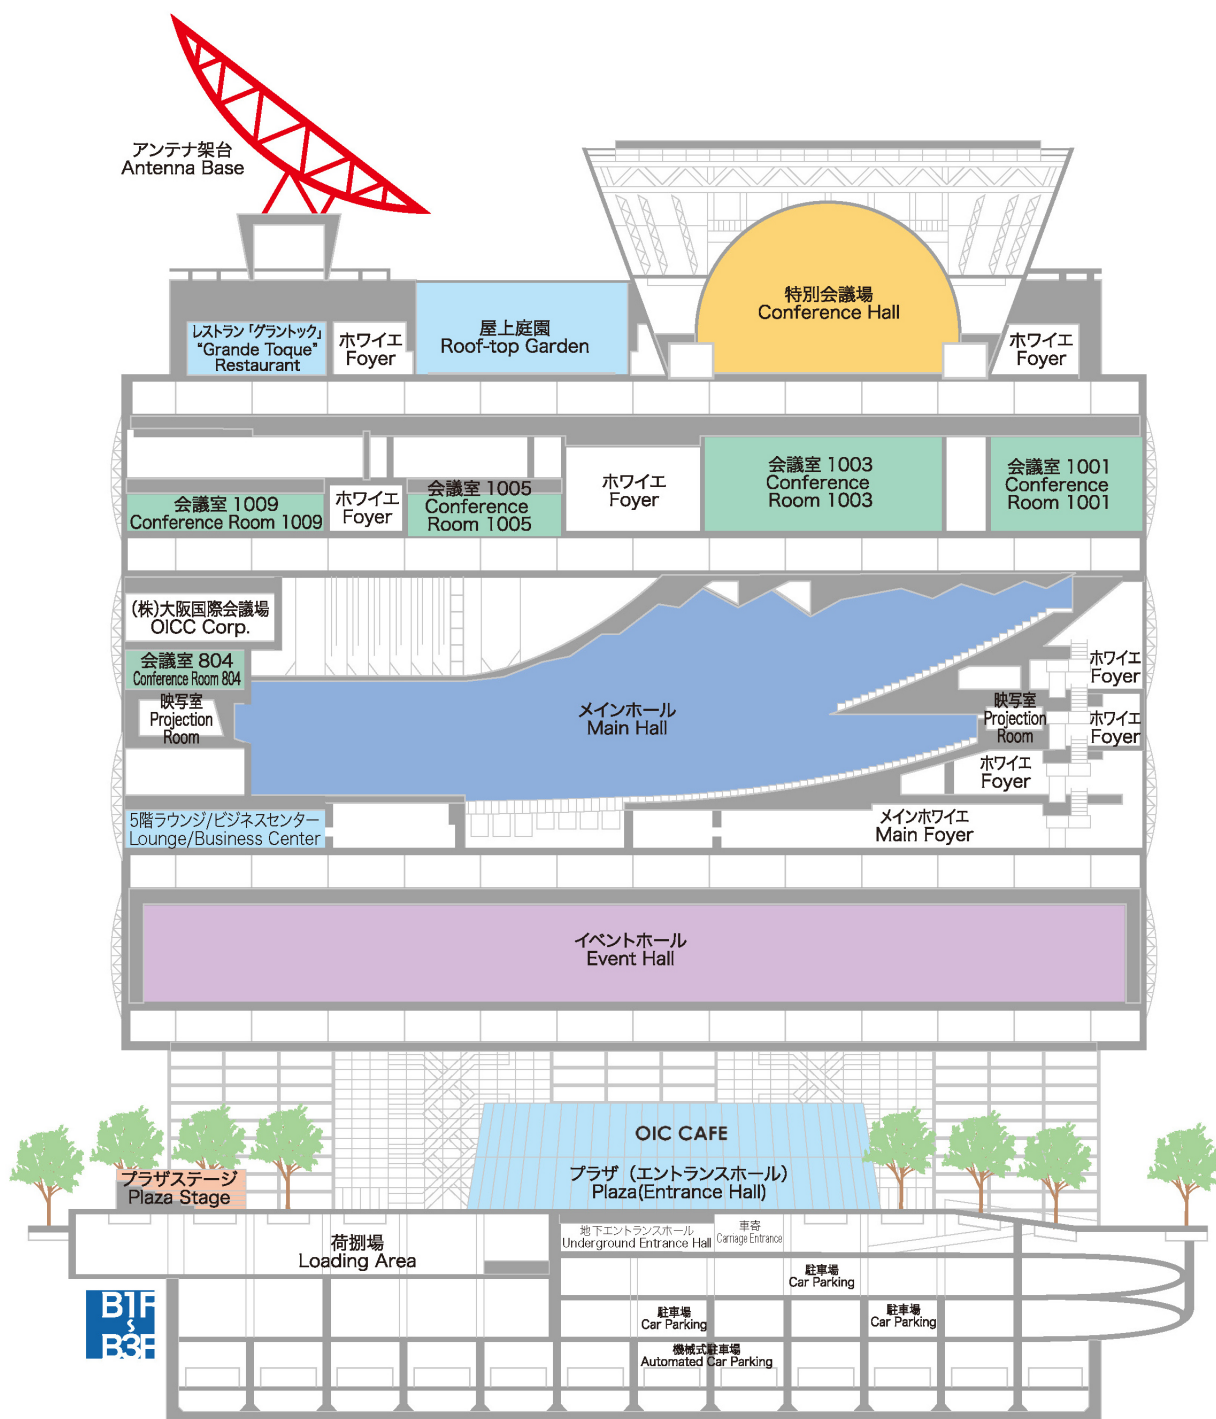 アンテナ架台
Antenna Base
特別会議場
Conference Hall
レストラン「グラントック」
"Grande Toque"
Restaurant
ホワイエ
Foyer
屋上庭園
Roof-top Garden
ホワイエ
Foyer
会議室 1009
Conference Room 1009
ホワイエ
Foyer
会議室 1005
Conference
Room 1005
ホワイエ
Foyer
会議室 1003
Conference
Room 1003
会議室 1001
Conference
Room 1001
(株)大阪国際会議場
OICC Corp.
会議室 804
Conference Room 804
映写室
Projection
Room
メインホール
Main Hall
映写室
Projection
Room
ホワイエ
Foyer
ホワイエ
Foyer
ホワイエ
Foyer
5階ラウンジ/ビジネスセンター
Lounge/Business Center
メインホワイエ
Main Foyer
イベントホール
Event Hall
OIC CAFE
プラザ（エントランスホール）
Plaza(Entrance Hall)
プラザステージ
Plaza Stage
荷捌場
Loading Area
地下エントランスホール
Underground Entrance Hall
車寄
Carriage Entrance
駐車場
Car Parking
駐車場
Car Parking
駐車場
Car Parking
機械式駐車場
Automated Car Parking
B1F
〜
B3F